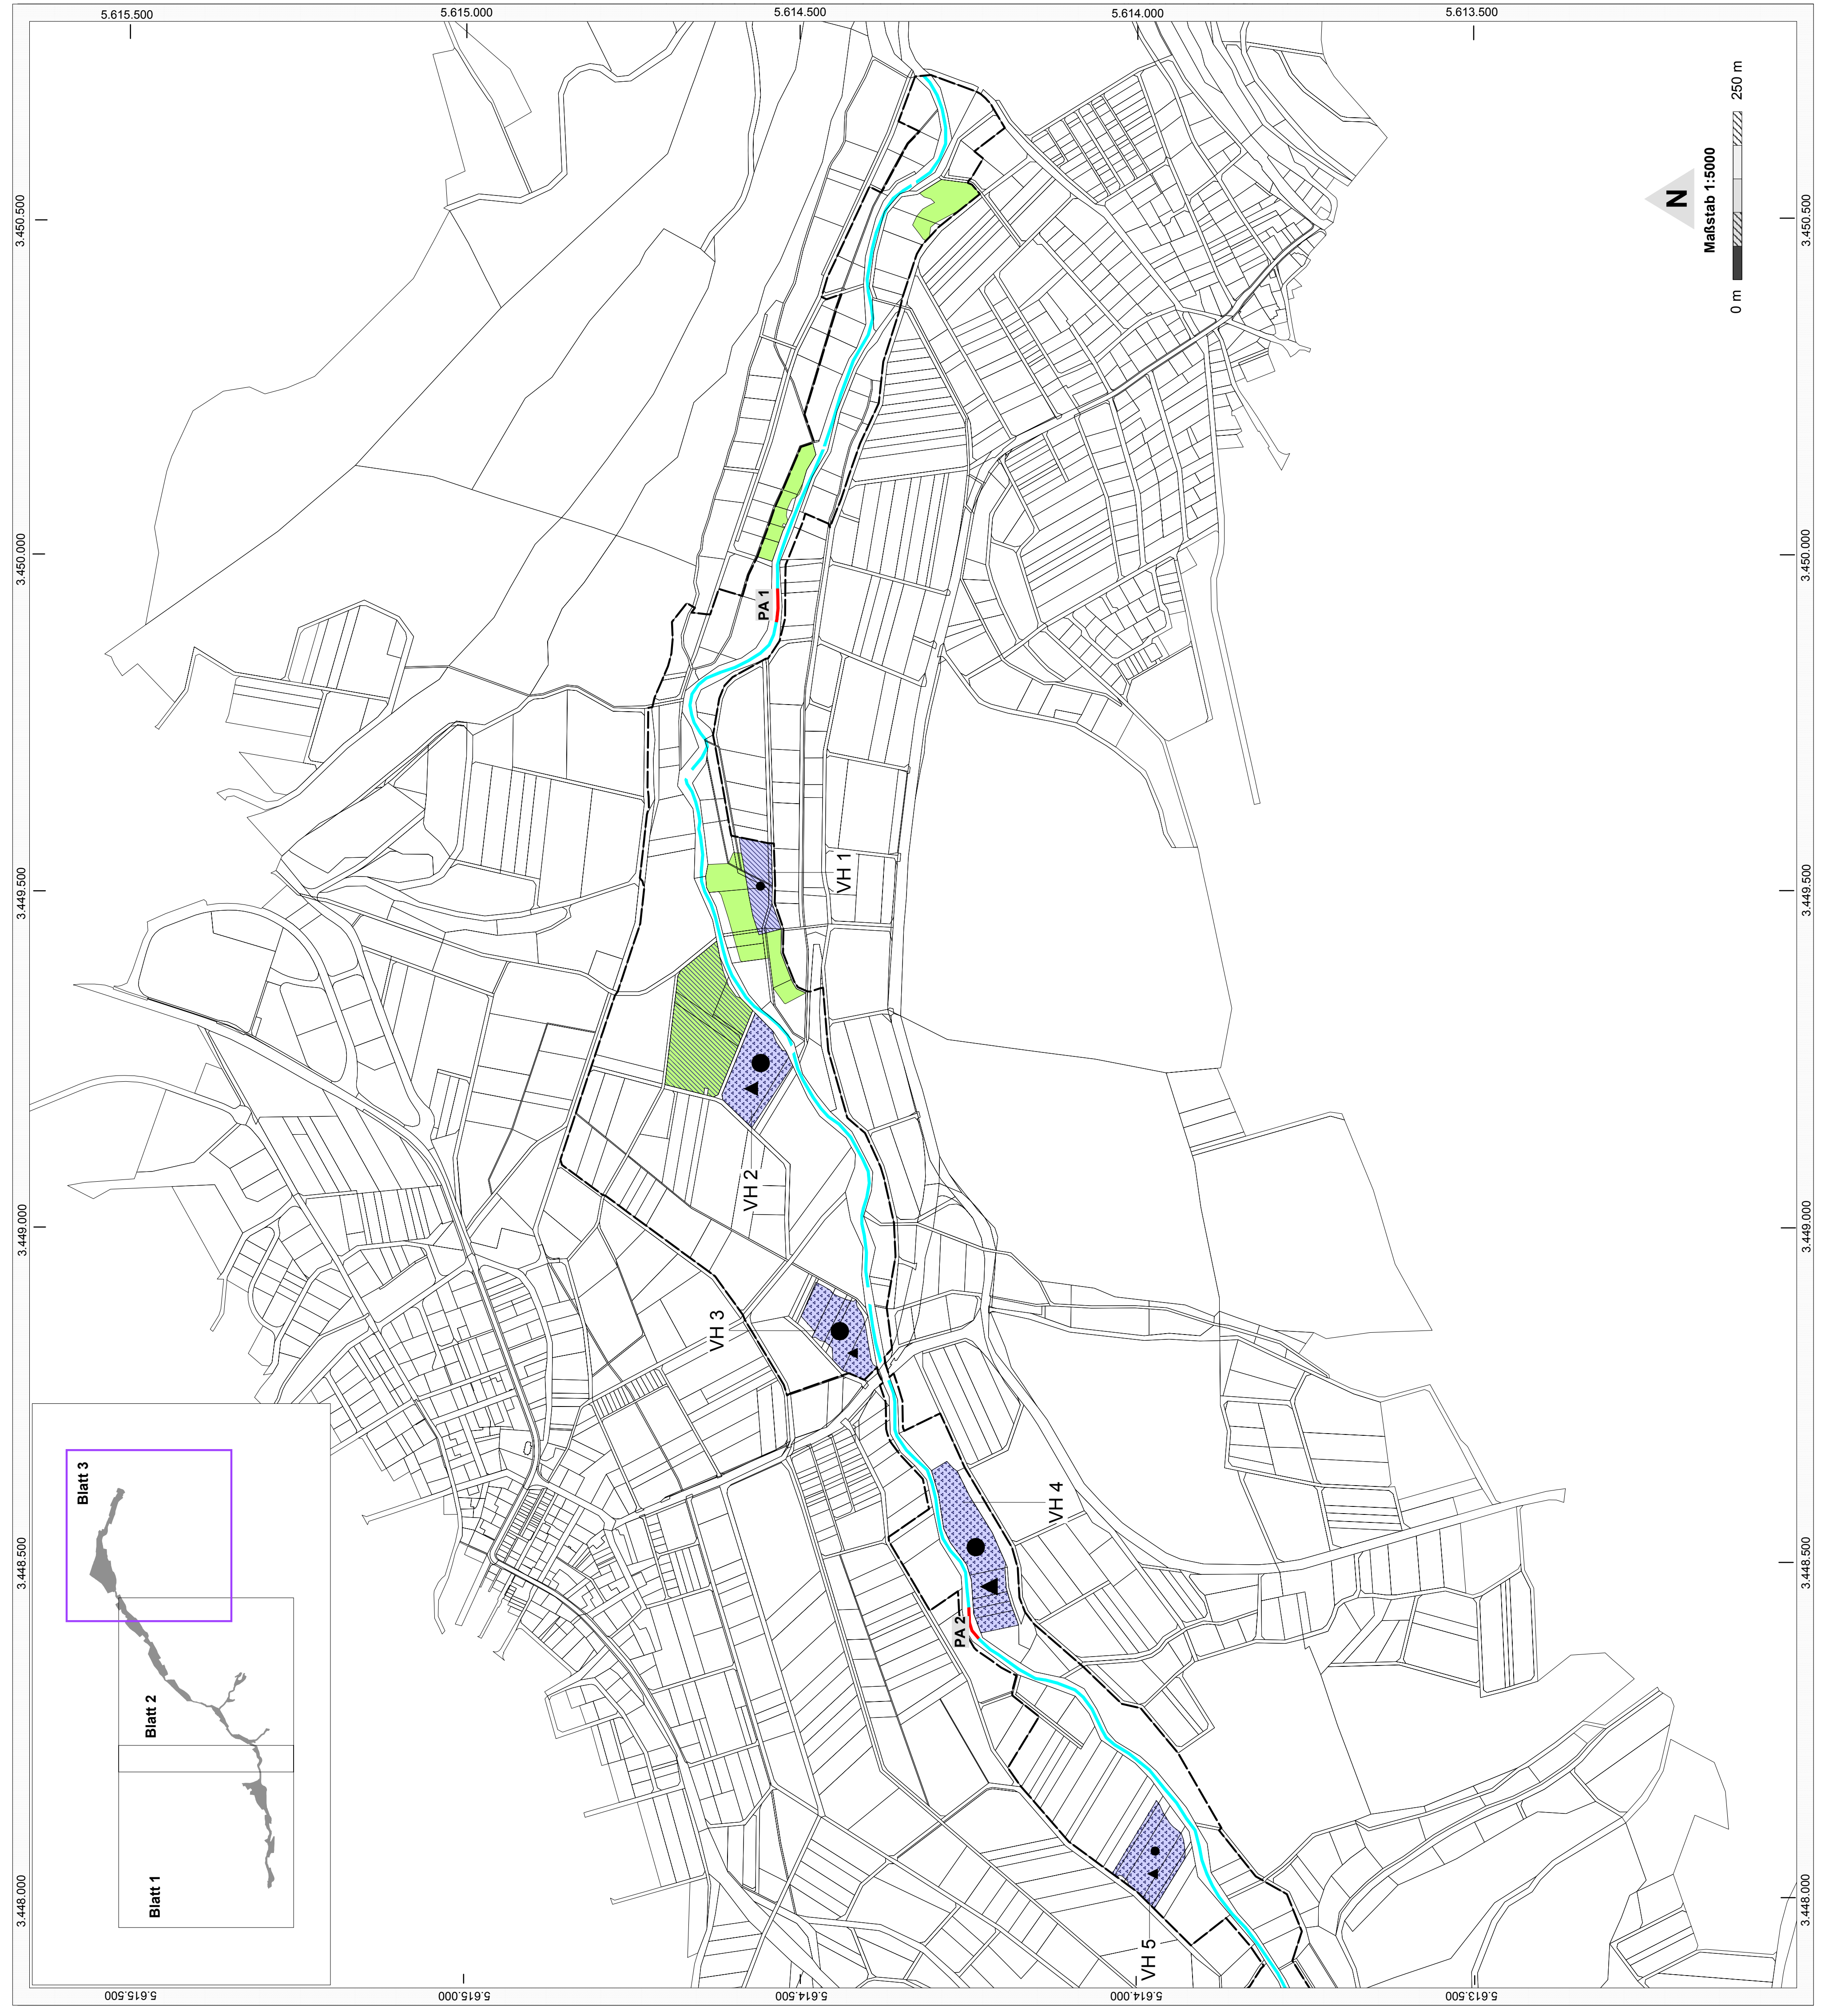 5.615.500
5.615.000
5.614.500
5.614.000
5.613.500
3.450.500
3.450.500
250 m
N
Maßstab 1:5000
0 m
3.450.000
3.450.000
PA 1
3.449.500
3.449.500
VH 1
VH 2
3.449.000
3.449.000
VH 3
Blatt 3
VH 4
3.448.500
3.448.500
PA 2
Blatt 2
Blatt 1
3.448.000
3.448.000
VH 5
5.615.500
5.615.000
5.614.500
5.614.000
5.613.500